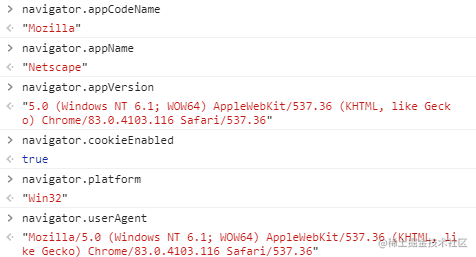 > navigator.appCodeName
<· "Mozilla"
> navigator.appName
<· "Netscape"
> navigator.appVersion
<· "5.0 (Windows NT 6.1; WOW64) AppleWebKit/537.36 (KHTML, like Geck
o) Chrome/83.0.4103.116 Safari/537.36"
> navigator.cookieEnabled
<· true
> navigator.platform
<· "Win32"
> navigator.userAgent
<· "Mozilla/5.0 (Windows NT 6.1; WOW64) AppleWebKit/537.36 (KHTML, li
ke Gecko) Chrome/83.0.4103.116 Safari/537.36"
@稀土掘金技术社区